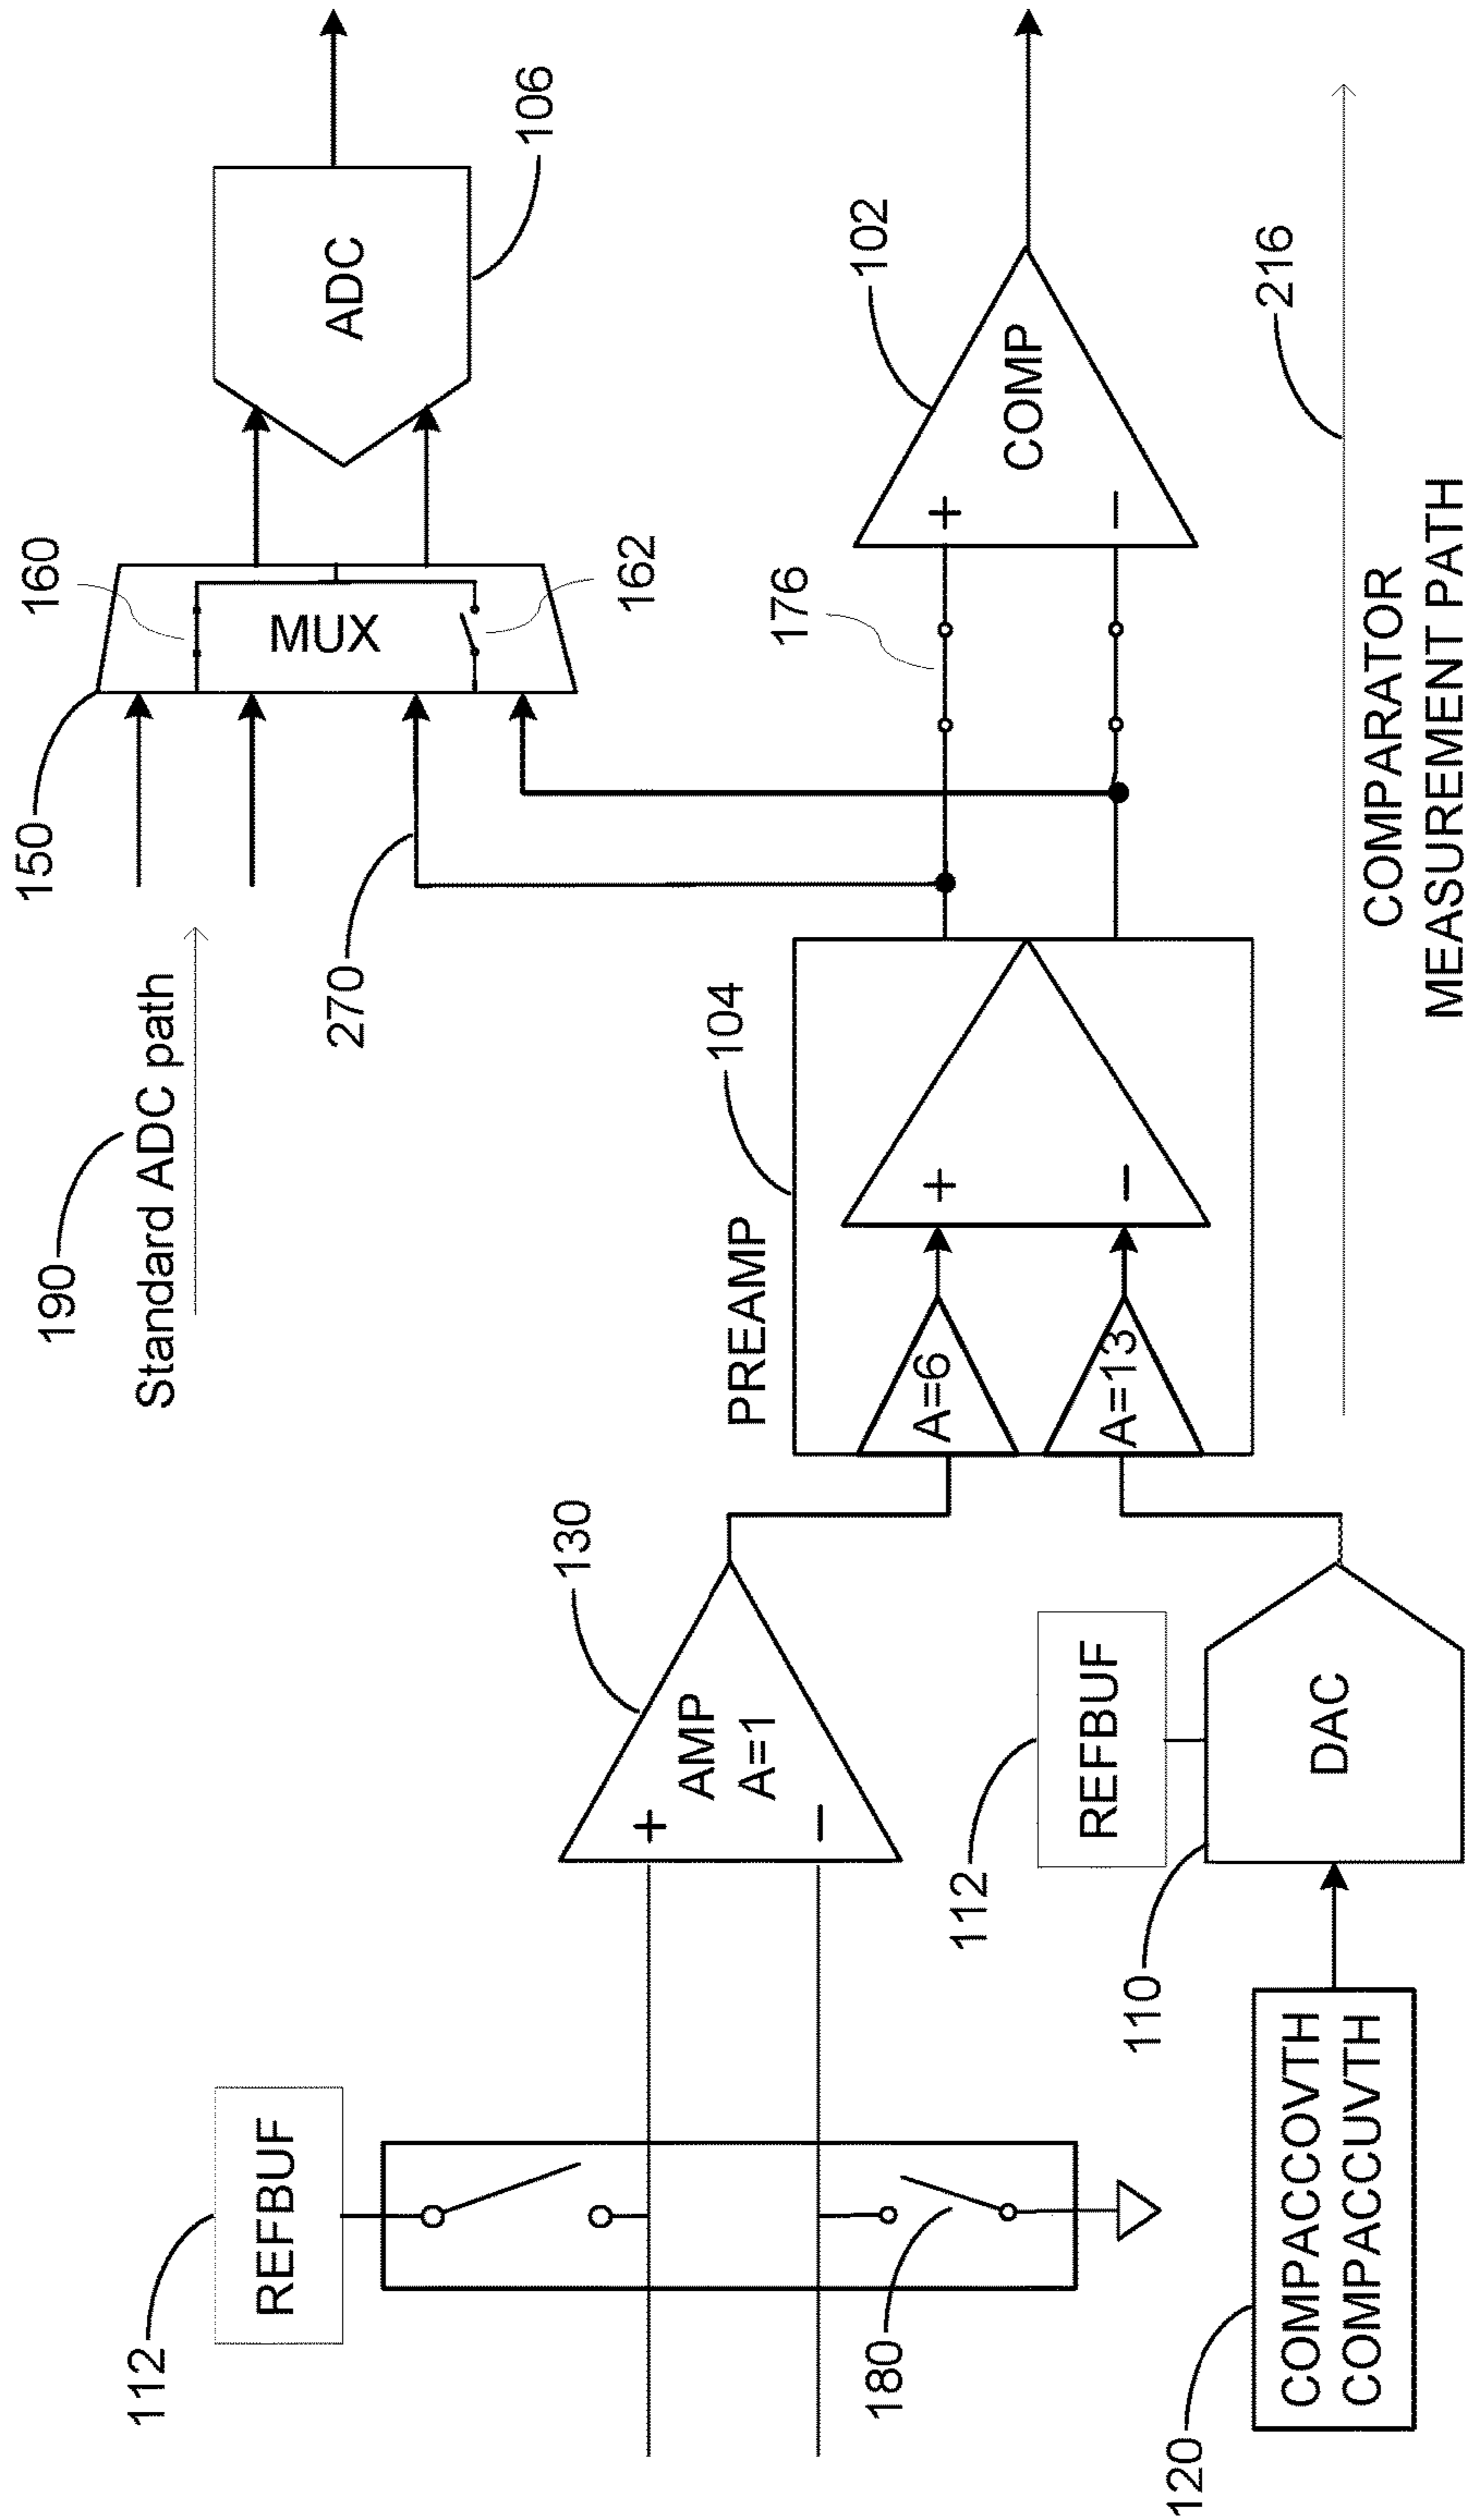 190
Standard ADC path
150
160
MUX
162
ADC
106
270
112
REFBUF
180
AMP
A=1
130
PREAMP
104
A=6
A=13
+
−
+
−
176
+
−
COMP
102
112
REFBUF
110
DAC
120
COMPACCOVTH
COMPACCUVTH
216
COMPARATOR
MEASUREMENT PATH